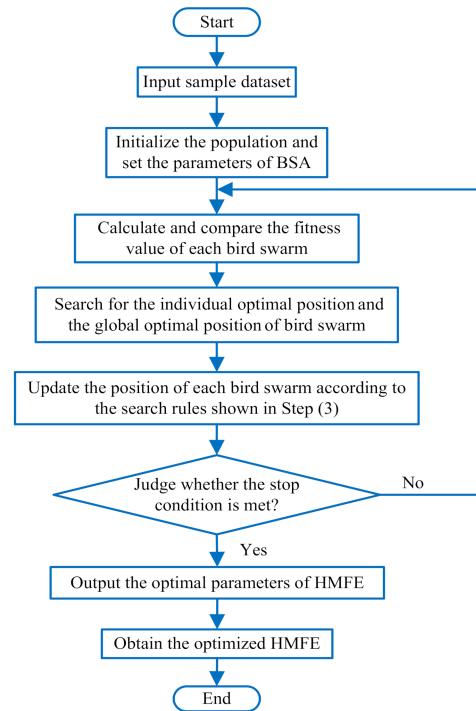 Start
Input sample dataset
Initialize the population and
set the parameters of BSA
Calculate and compare the fitness
value of each bird swarm
Search for the individual optimal position and
the global optimal position of bird swarm
Update the position of each bird swarm according to
the search rules shown in Step (3)
Judge whether the stop
condition is met?
No
Yes
Output the optimal parameters of HMFE
Obtain the optimized HMFE
End